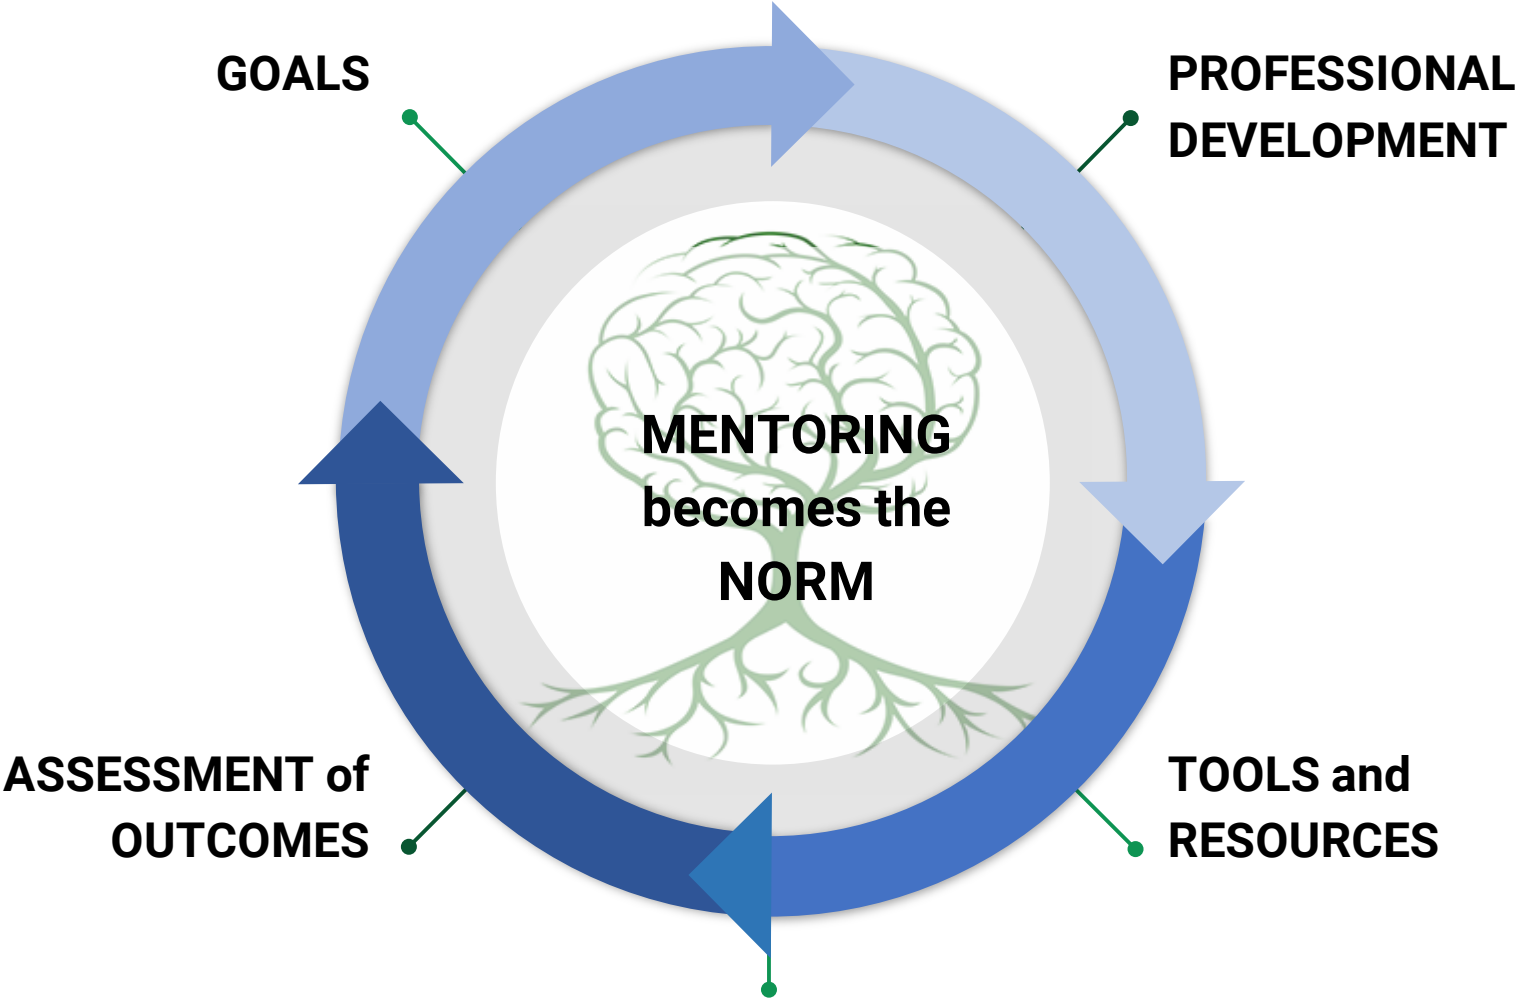 GOALS
PROFESSIONAL
DEVELOPMENT
MENTORING
becomes the
NORM
ASSESSMENT of
OUTCOMES
TOOLS and
RESOURCES